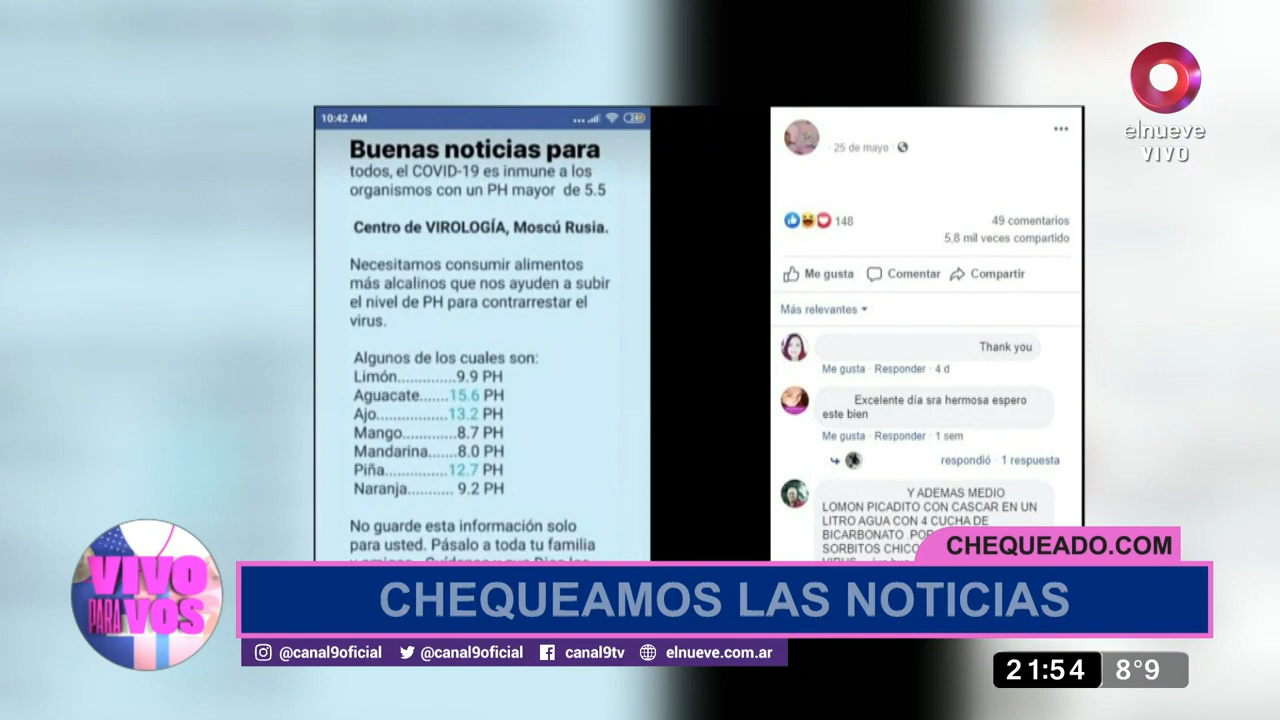 10:42 AM
24
Buenas noticias para
todos, el COVID-19 es inmune a los
organismos con un PH mayor de 5.5
Centro de VIROLOGÍA, Moscú Rusia.
Necesitamos consumir alimentos
más alcalinos que nos ayuden a subir
el nivel de PH para contrarrestar el
virus.
Algunos de los cuales son:
Limón..............9.9 PH
Aguacate.......15.6 PH
Ajo.................13.2 PH
Mango............8.7 PH
Mandarina......8.0 PH
Piña................12.7 PH
Naranja.......... 9.2 PH
No guarde esta información solo
para usted. Pásalo a toda tu familia
25 de mayo
148
49 comentarios
5,8 mil veces compartido
Me gusta Comentar Compartir
Más relevantes
Thank you
Me gusta · Responder · 4 d
Excelente día sra hermosa espero
este bien
Me gusta · Responder · 1 sem
respondió · 1 respuesta
Y ADEMAS MEDIO
LOMON PICADITO CON CASCAR EN UN
LITRO AGUA CON 4 CUCHA DE
BICARBONATO .POR
SORBITOS CHICO
elnueve
VIVO
CHEQUEADO.COM
VIVO
PARA VOS
CHEQUEAMOS LAS NOTICIAS
@canal9oficial @canal9oficial canal9tv elnueve.com.ar
21:54 8°9